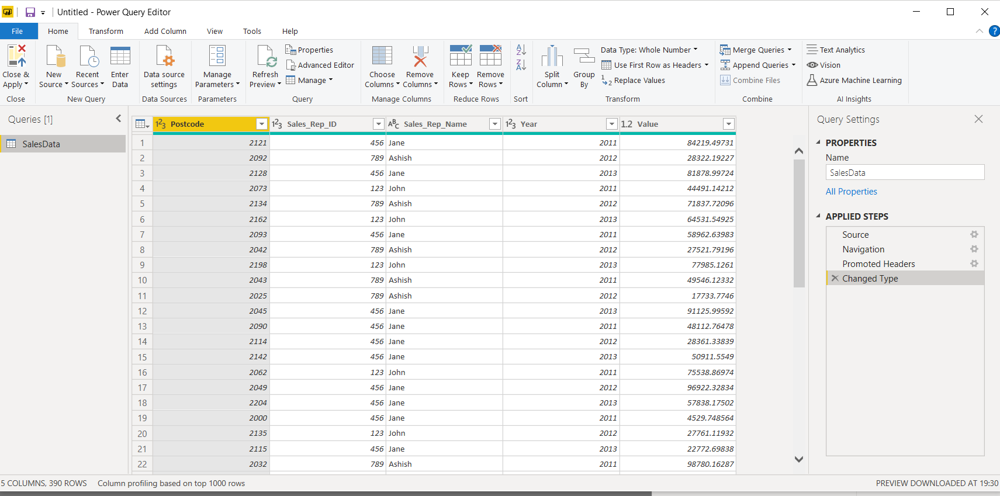 Untitled - Power Query Editor
File Home Transform Add Column View Tools Help
Close & Apply
New Source
Recent Sources
Enter Data
Data source settings
Manage Parameters
Refresh Preview
Properties
Advanced Editor
Manage
Choose Columns
Remove Columns
Keep Rows
Remove Rows
Split Column
Group By
Data Type: Whole Number
Use First Row as Headers
Replace Values
Merge Queries
Append Queries
Combine Files
Text Analytics
Vision
Azure Machine Learning
Close New Query Data Sources Parameters Query Manage Columns Reduce Rows Sort Transform Combine AI Insights
Queries [1]
SalesData
123 Postcode 123 Sales_Rep_ID ABC Sales_Rep_Name 123 Year 1.2 Value
1 2121 456 Jane 2011 84219.49731
2 2092 789 Ashish 2012 28322.19227
3 2128 456 Jane 2013 81878.99724
4 2073 123 John 2011 44491.14212
5 2134 789 Ashish 2012 71837.72096
6 2162 123 John 2013 64531.54925
7 2093 456 Jane 2011 58962.63983
8 2042 789 Ashish 2012 27521.79196
9 2198 123 John 2013 77985.1261
10 2043 789 Ashish 2011 49546.12332
11 2025 789 Ashish 2012 17733.7746
12 2045 456 Jane 2013 91125.99592
13 2090 456 Jane 2011 48112.76478
14 2114 456 Jane 2012 28361.33839
15 2142 456 Jane 2013 50911.5549
16 2062 123 John 2011 75538.86974
17 2049 456 Jane 2012 96922.32834
18 2204 456 Jane 2013 57838.17502
19 2000 456 Jane 2011 4529.748564
20 2135 123 John 2012 27761.11932
21 2115 456 Jane 2013 22772.69838
22 2032 789 Ashish 2011 98780.16287
Query Settings
PROPERTIES
Name
SalesData
All Properties
APPLIED STEPS
Source
Navigation
Promoted Headers
Changed Type
5 COLUMNS, 390 ROWS Column profiling based on top 1000 rows PREVIEW DOWNLOADED AT 19:30